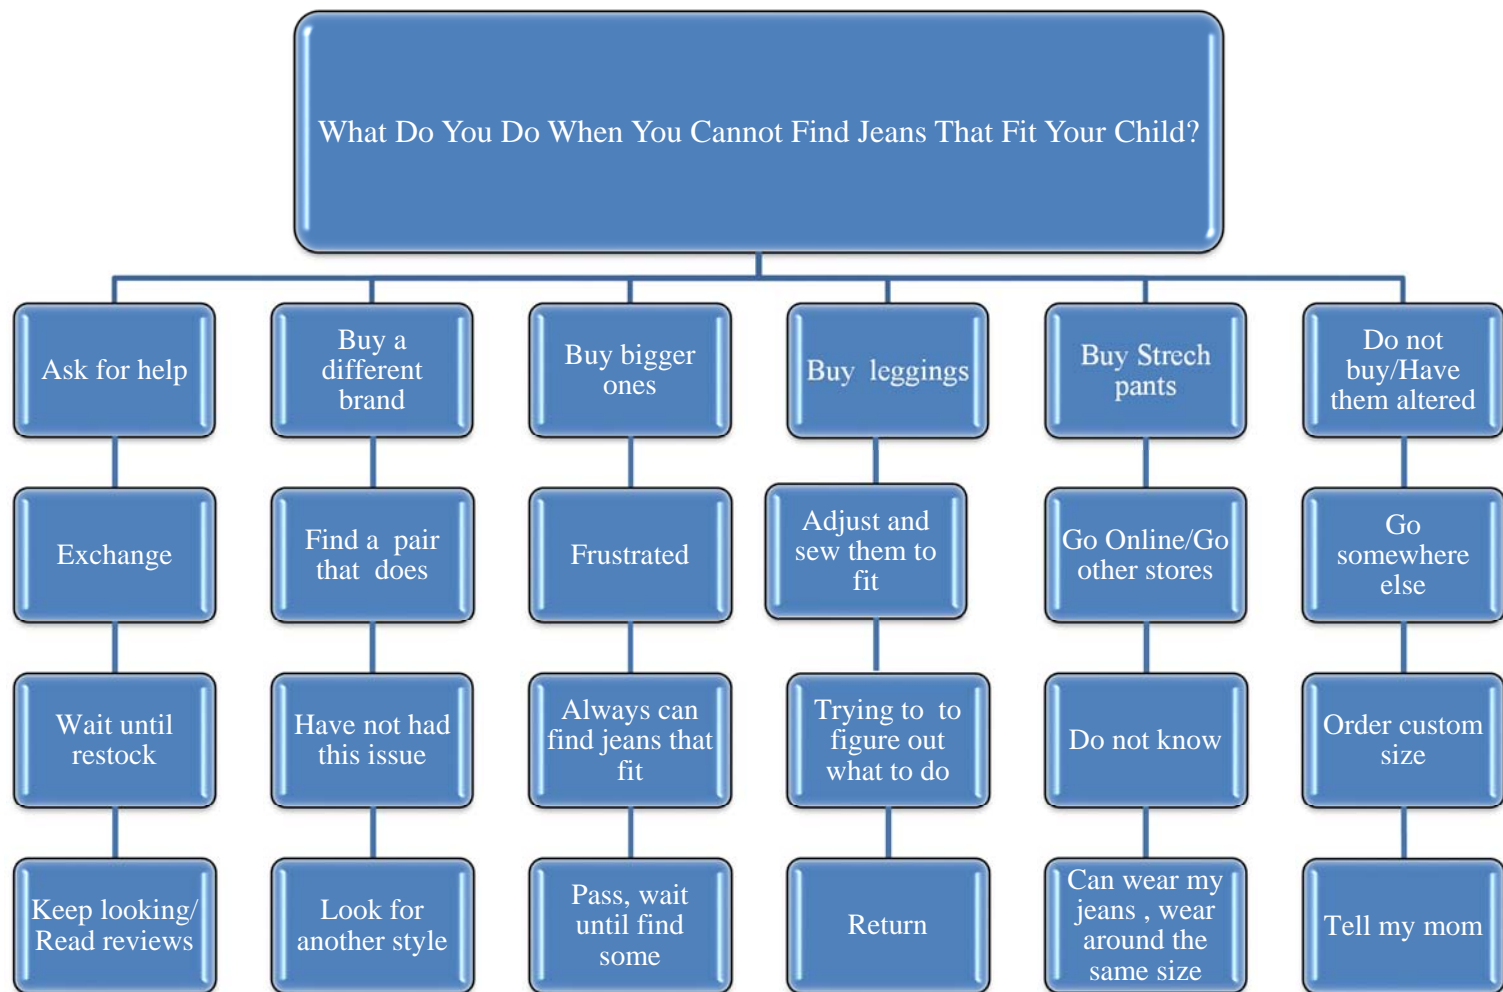 What Do You Do When You Cannot Find Jeans That Fit Your Child?
Ask for help
Buy a
different
brand
Buy bigger
ones
Buy leggings
Buy Strech
pants
Do not
buy/Have
them altered
Exchange
Find a pair
that does
Frustrated
Adjust and
sew them to
fit
Go Online/Go
other stores
Go
somewhere
else
Wait until
restock
Have not had
this issue
Always can
find jeans that
fit
Trying to to
figure out
what to do
Do not know
Order custom
size
Keep looking/
Read reviews
Look for
another style
Pass, wait
until find
some
Return
Can wear my
jeans , wear
around the
same size
Tell my mom